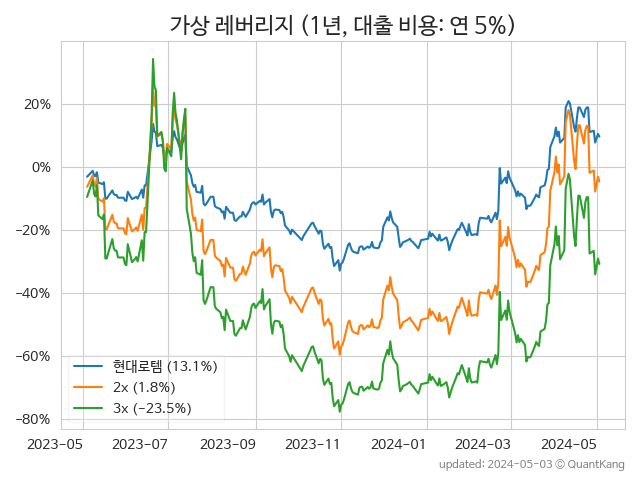 가상 레버리지 (1년, 대출 비용: 연 5%)
20%
0%
−20%
−40%
−60%
−80%
현대로템 (13.1%)
2x (1.8%)
3x (−23.5%)
2023−05 2023−07 2023−09 2023−11 2024−01 2024−03 2024−05
updated: 2024−05−03 © QuantKang